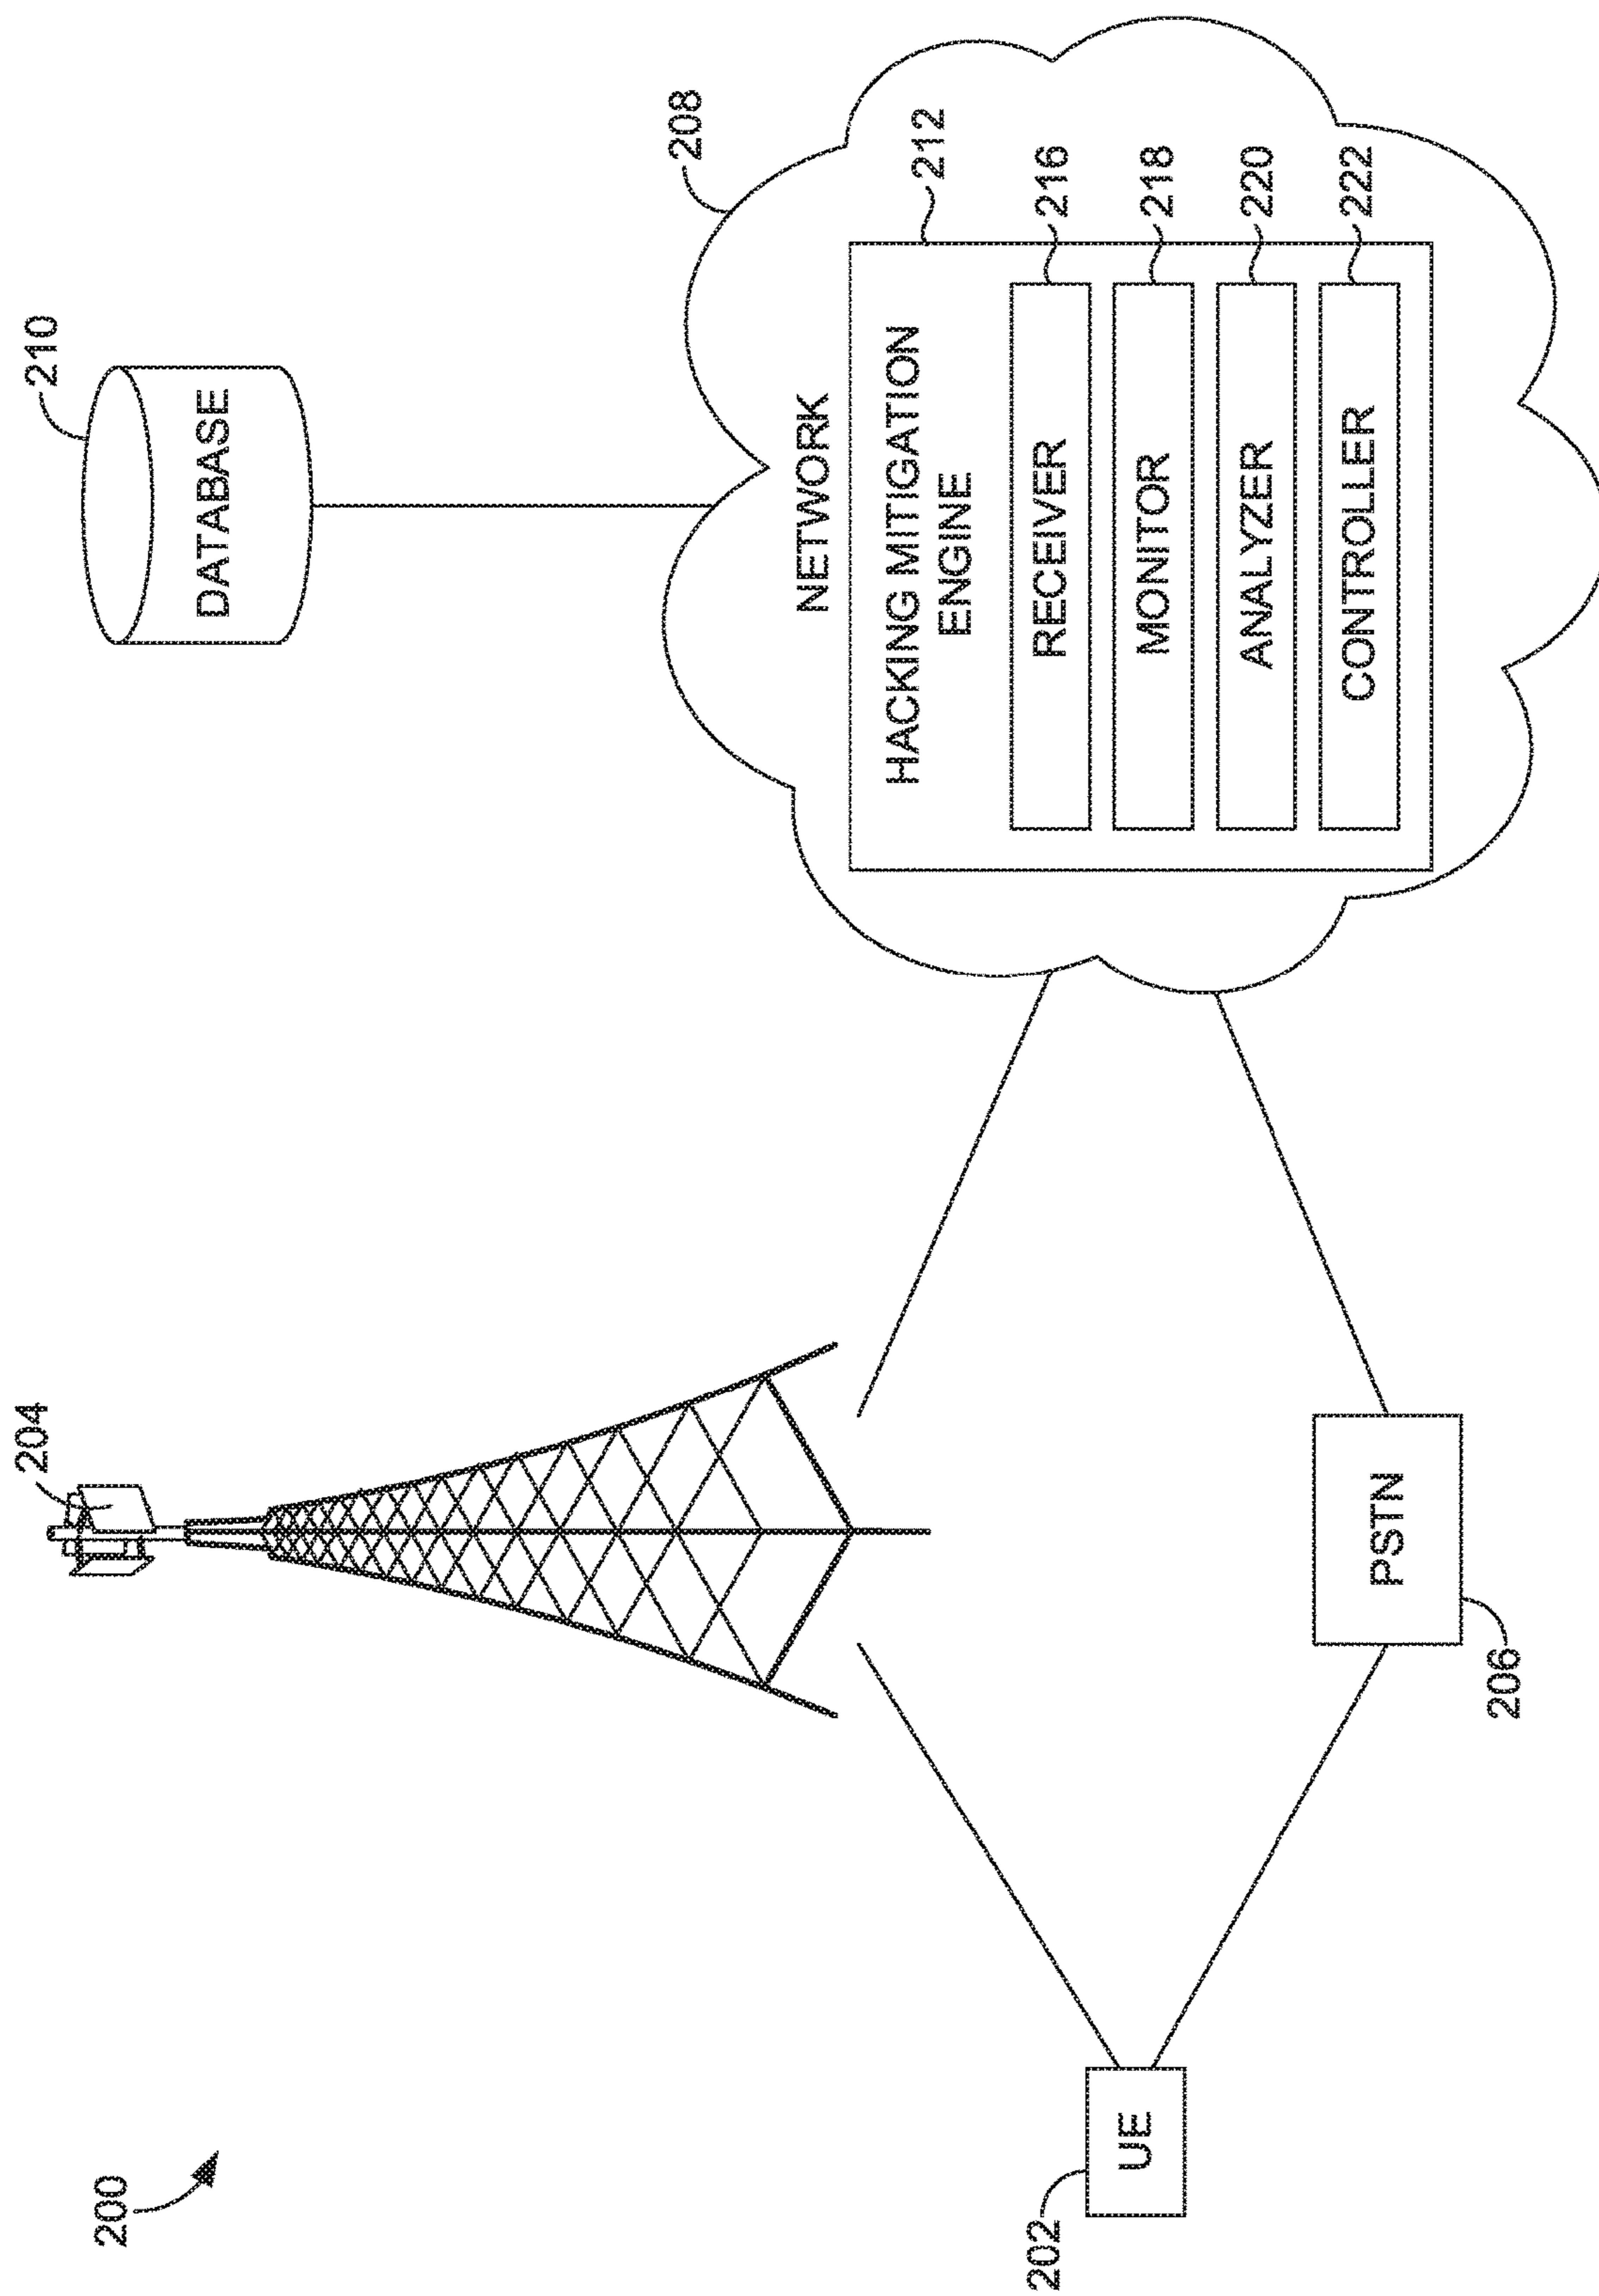 200
204
210
DATABASE
208
NETWORK
212
HACKING MITIGATION
ENGINE
RECEIVER
216
MONITOR
218
ANALYZER
220
CONTROLLER
222
202
UE
PSTN
206